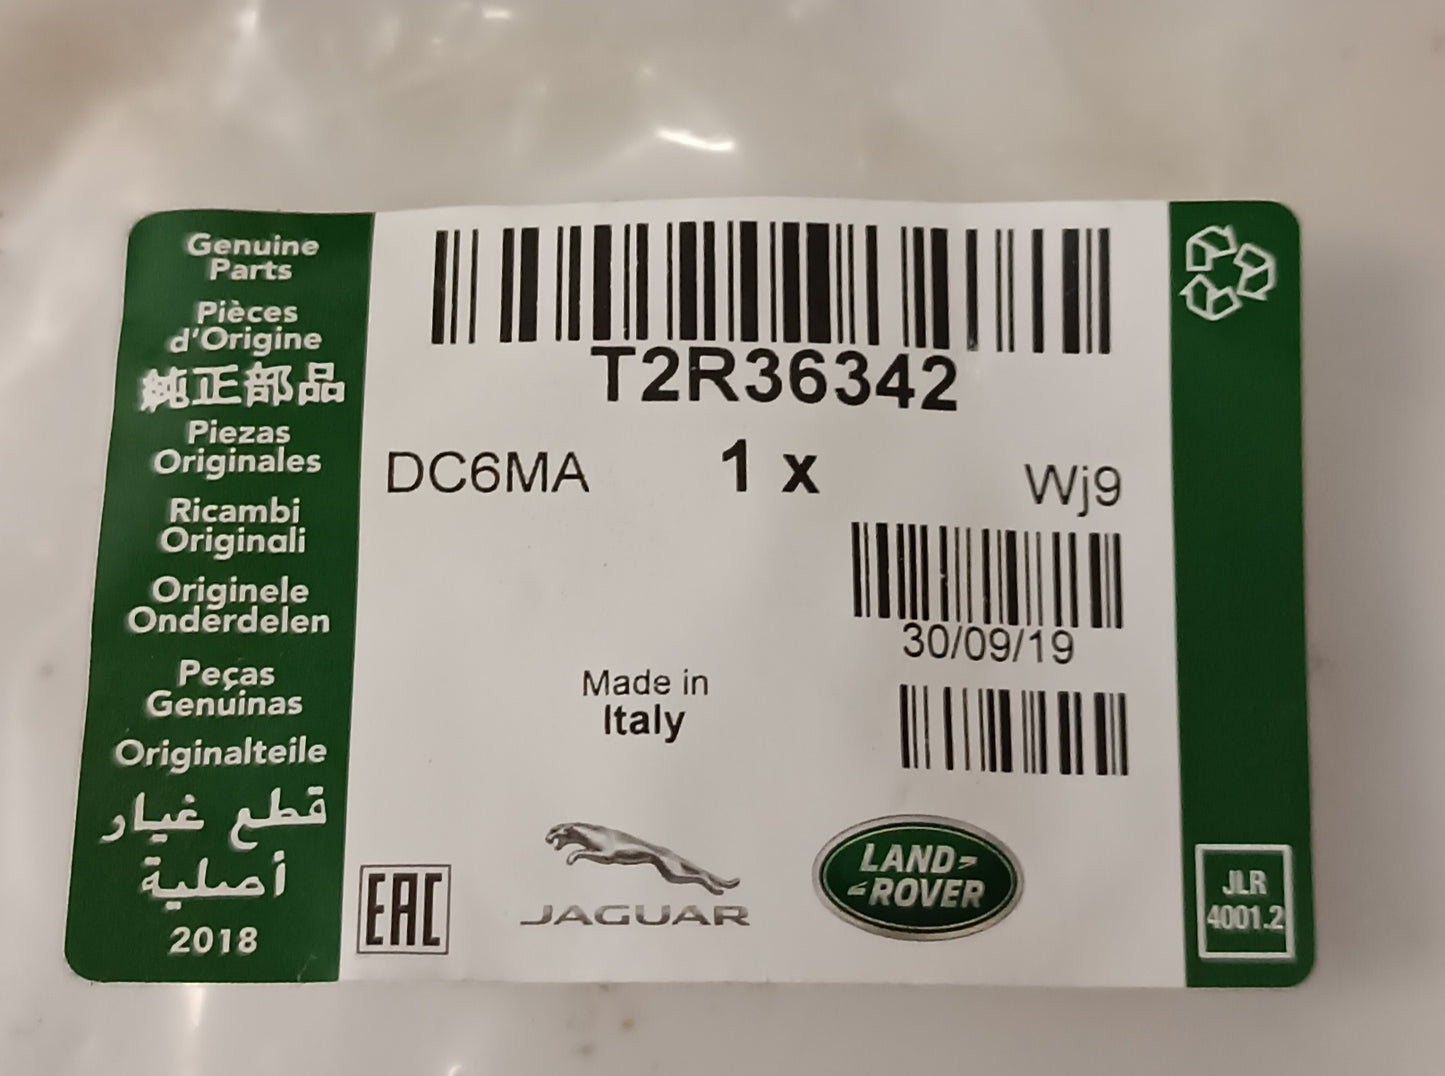 Genuine
Parts
Pièces
d'Origine
純正部品
Piezas
Originales
Ricambi
Originali
Originele
Onderdelen
Peças
Genuinas
Originalteile
قطع غيار
أصلية
2018
T2R36342
DC6MA 1 x Wj9
30/09/19
Made in
Italy
EAC
JAGUAR
LAND-
-ROVER
JLR
4001.2